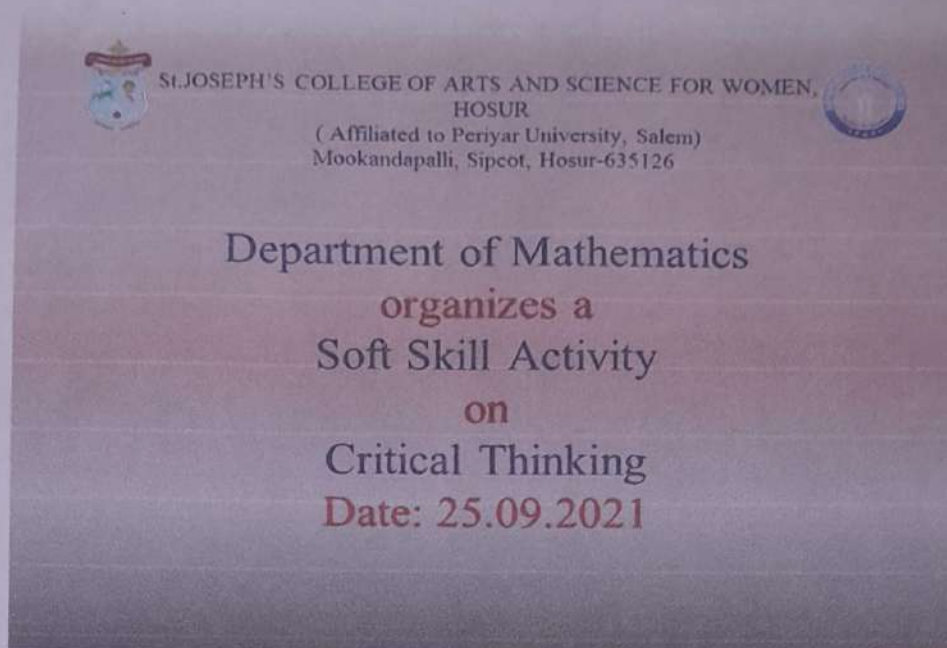 St.JOSEPH'S COLLEGE OF ARTS AND SCIENCE FOR WOMEN,
HOSUR
( Affiliated to Periyar University, Salem)
Mookandapalli, Sipcot, Hosur-635126
Department of Mathematics
organizes a
Soft Skill Activity
on
Critical Thinking
Date: 25.09.2021